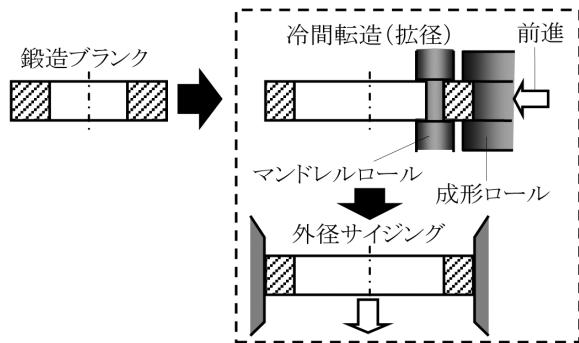 鍛造ブランク
冷間転造（拡径）
前進
マンドレルロール
成形ロール
外径サイジング